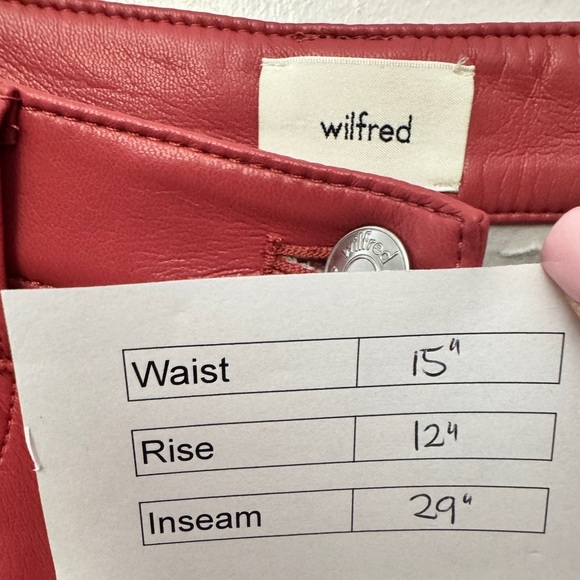 wilfred
wilfred
Waist 15"
Rise 12"
Inseam 29"